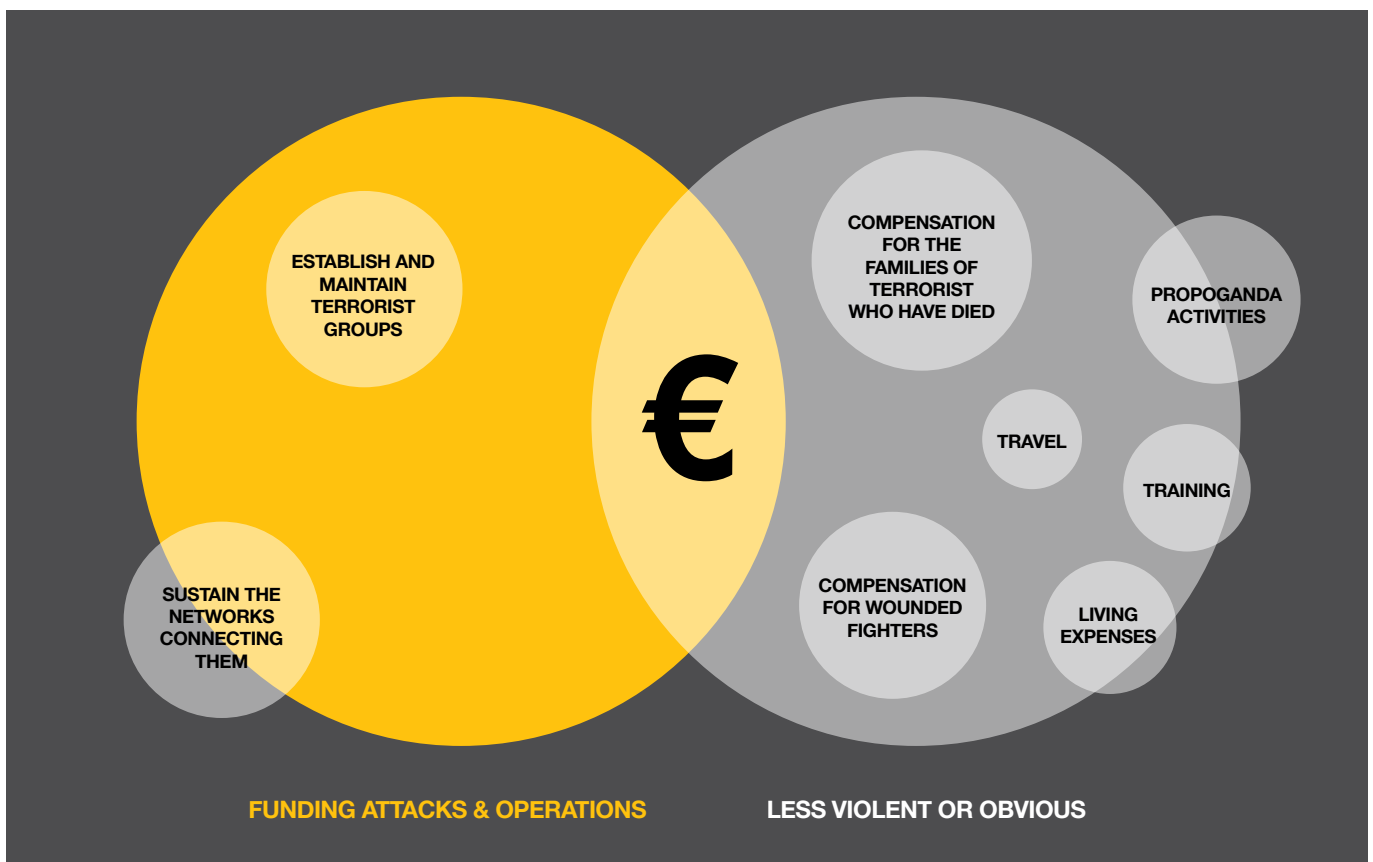 ESTABLISH AND
MAINTAIN
TERRORIST
GROUPS
SUSTAIN THE
NETWORKS
CONNECTING
THEM
€
COMPENSATION
FOR THE
FAMILIES OF
TERRORIST
WHO HAVE DIED
PROPOGANDA
ACTIVITIES
TRAVEL
TRAINING
COMPENSATION
FOR WOUNDED
FIGHTERS
LIVING
EXPENSES
FUNDING ATTACKS & OPERATIONS
LESS VIOLENT OR OBVIOUS